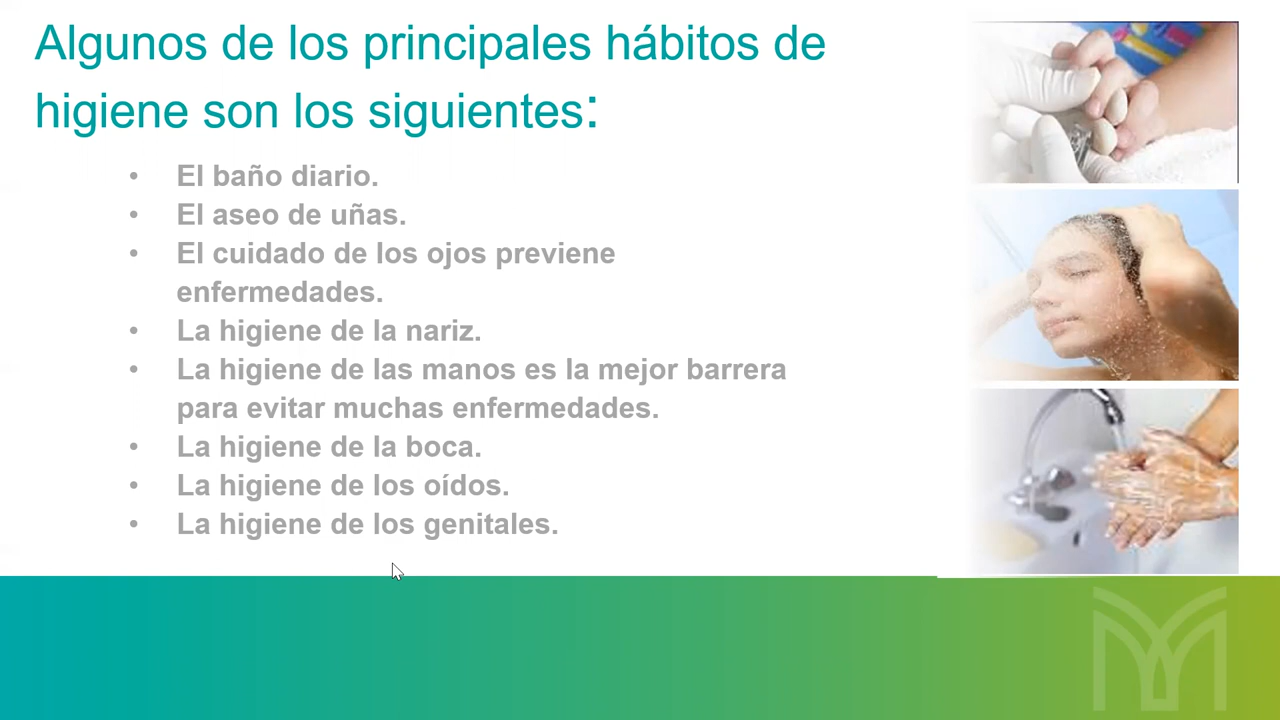 Algunos de los principales hábitos de
higiene son los siguientes:
• El baño diario.
• El aseo de uñas.
• El cuidado de los ojos previene
enfermedades.
• La higiene de la nariz.
• La higiene de las manos es la mejor barrera
para evitar muchas enfermedades.
• La higiene de la boca.
• La higiene de los oídos.
• La higiene de los genitales.